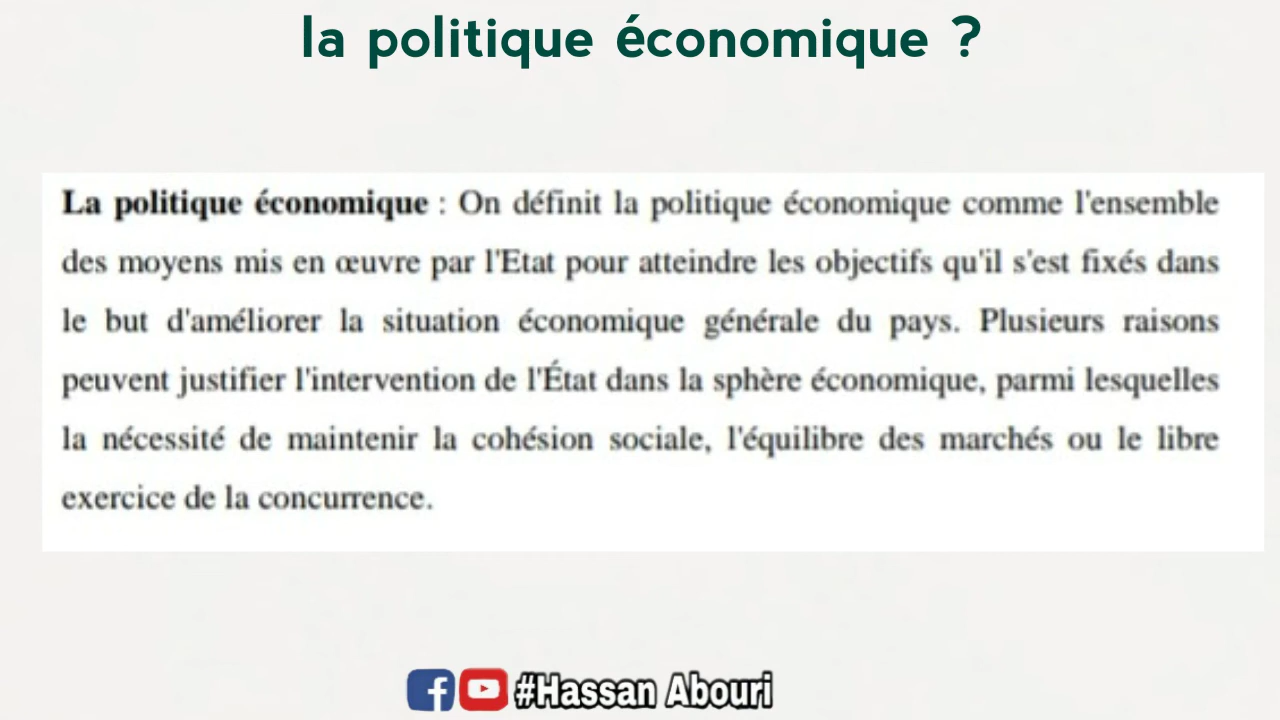 la politique économique ?
La politique économique : On définit la politique économique comme l'ensemble
des moyens mis en œuvre par l'Etat pour atteindre les objectifs qu'il s'est fixés dans
le but d'améliorer la situation économique générale du pays. Plusieurs raisons
peuvent justifier l'intervention de l'État dans la sphère économique, parmi lesquelles
la nécessité de maintenir la cohésion sociale, l'équilibre des marchés ou le libre
exercice de la concurrence.
#Hassan Abouri